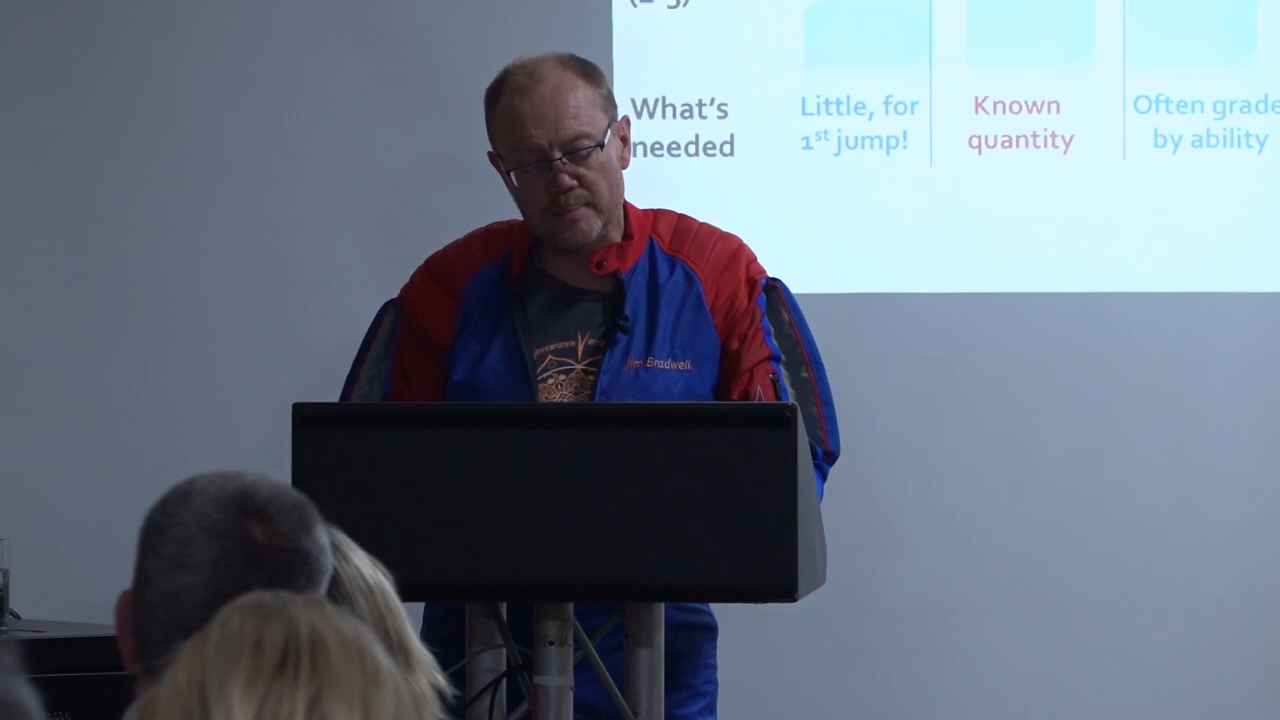 What's
needed
Little, for
1st jump!
Known
quantity
Often grade
by ability
Jim Bradwell